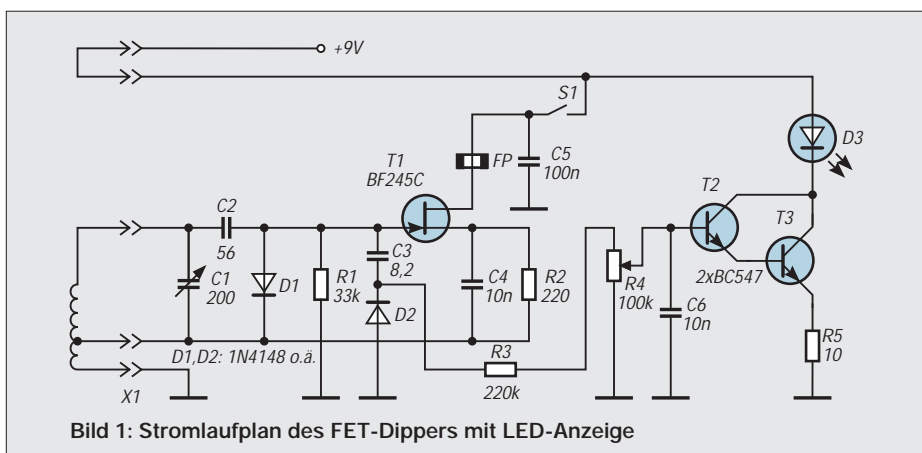 +9V
S1
D3
T1
BF245C
FP
C5
100n
T2
T3
C2
56
C1
200
D1
R1
33k
C3
8,2
D2
C4
10n
R2
220
R4
100k
C6
10n
2xBC547
R5
10
D1,D2: 1N4148 o.ä.
R3
220k
X1
Bild 1: Stromlaufplan des FET-Dippers mit LED-Anzeige